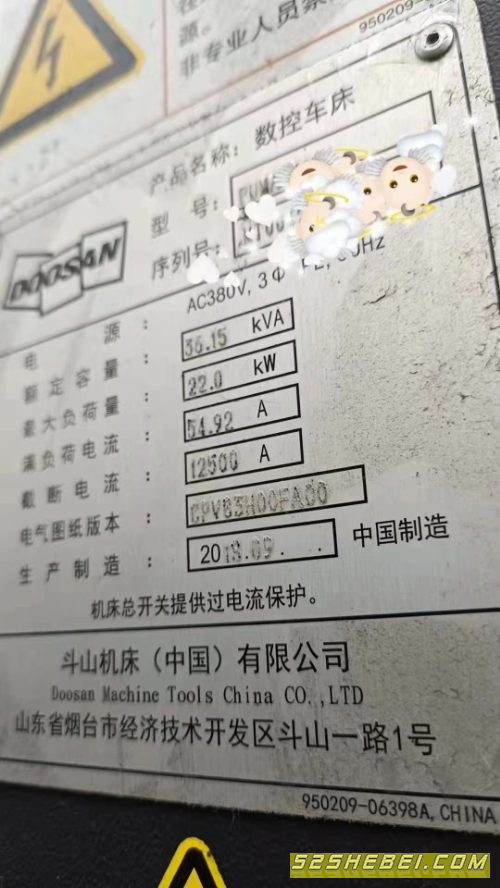 源。
非专业人员禁
950209-
DOOSAN
产品名称： 数控车床
型 号：
序列号：
电 源 ： AC380V, 3Φ
额定容量 ： 36.15 kVA
最大负荷量 ： 22.0 kW
满负荷电流 ： 54.92 A
截断电流 ： 12500 A
电气图纸版本 ： CPV83H00FA00
生产制造 ： 2018.09. 中国制造
机床总开关提供过电流保护。
斗山机床（中国）有限公司
Doosan Machine Tools China CO.,LTD
山东省烟台市经济技术开发区斗山一路1号
950209-06398A, CHINA
52SHEBEI.COM